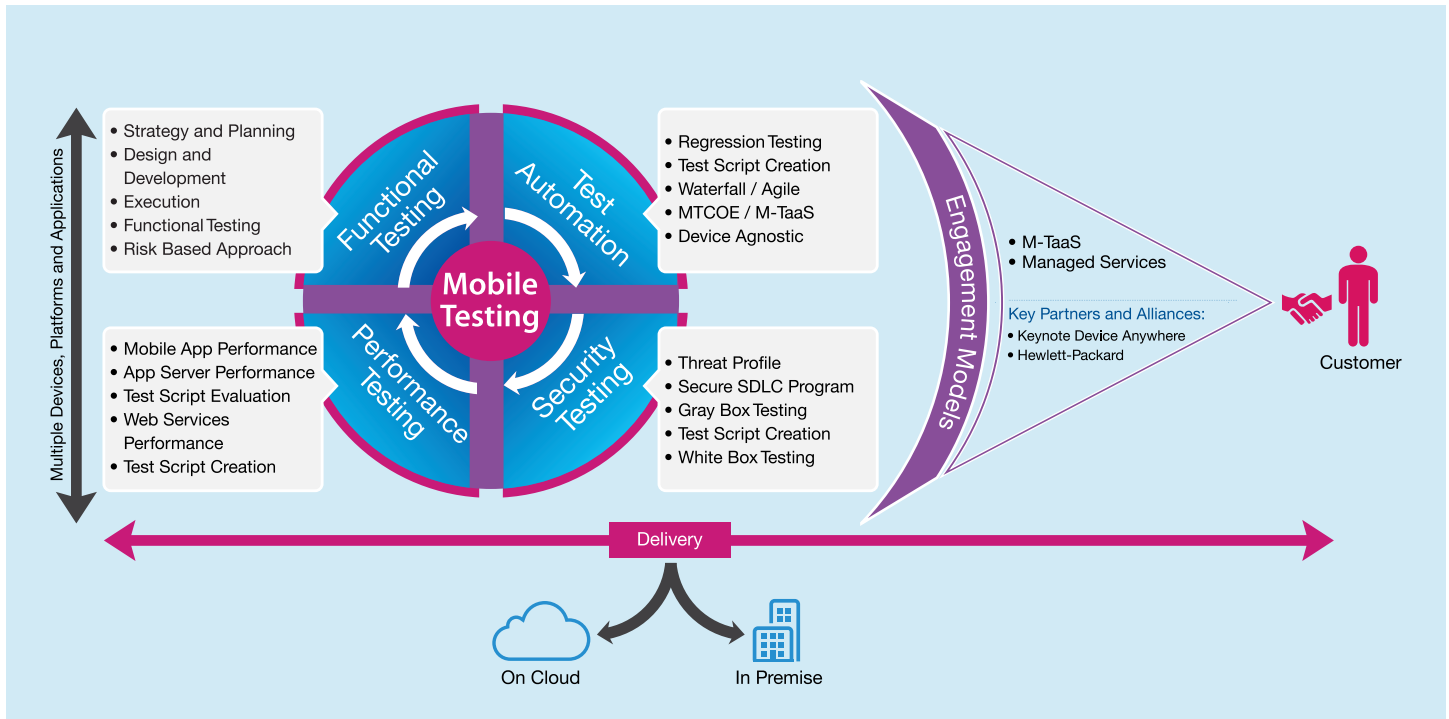 Multiple Devices, Platforms and Applications
• Strategy and Planning
• Design and
Development
• Execution
• Functional Testing
• Risk Based Approach
Functional
Testing
Test
Automation
• Regression Testing
• Test Script Creation
• Waterfall / Agile
• MTCOE / M-TaaS
• Device Agnostic
Mobile
Testing
• Mobile App Performance
• App Server Performance
• Test Script Evaluation
• Web Services
Performance
• Test Script Creation
Performance
Testing
Security
Testing
• Threat Profile
• Secure SDLC Program
• Gray Box Testing
• Test Script Creation
• White Box Testing
Engagement Models
• M-TaaS
• Managed Services
Key Partners and Alliances:
• Keynote Device Anywhere
• Hewlett-Packard
Customer
Delivery
On Cloud
In Premise